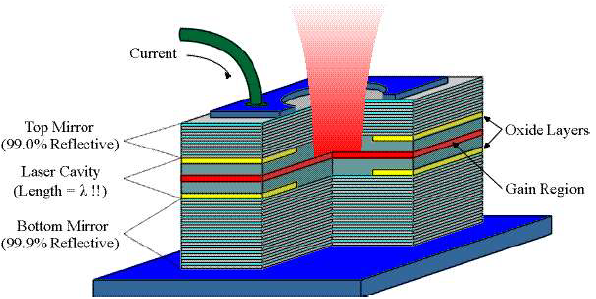 Current
Top Mirror
(99.0% Reflective)
Laser Cavity
(Length = λ !!)
Bottom Mirror
(99.9% Reflective)
Oxide Layers
Gain Region